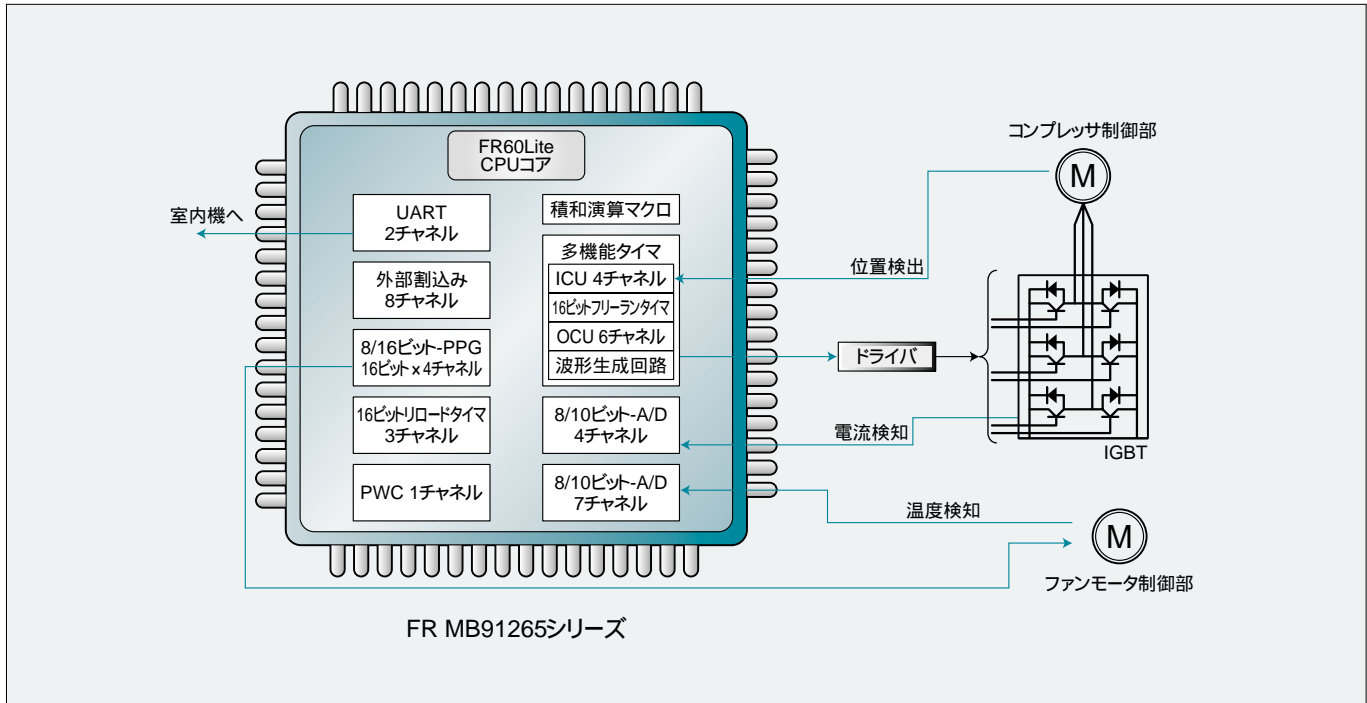 FR60Lite
CPUコア
UART
2チャネル
外部割込み
8チャネル
8/16ビット-PPG
16ビット×4チャネル
16ビットリロードタイマ
3チャネル
PWC 1チャネル
積和演算マクロ
多機能タイマ
ICU 4チャネル
16ビットフリーランタイマ
OCU 6チャネル
波形生成回路
8/10ビット-A/D
4チャネル
8/10ビット-A/D
7チャネル
室内機へ
コンプレッサ制御部
M
位置検出
ドライバ
電流検知
IGBT
温度検知
M
ファンモータ制御部
FR MB91265シリーズ